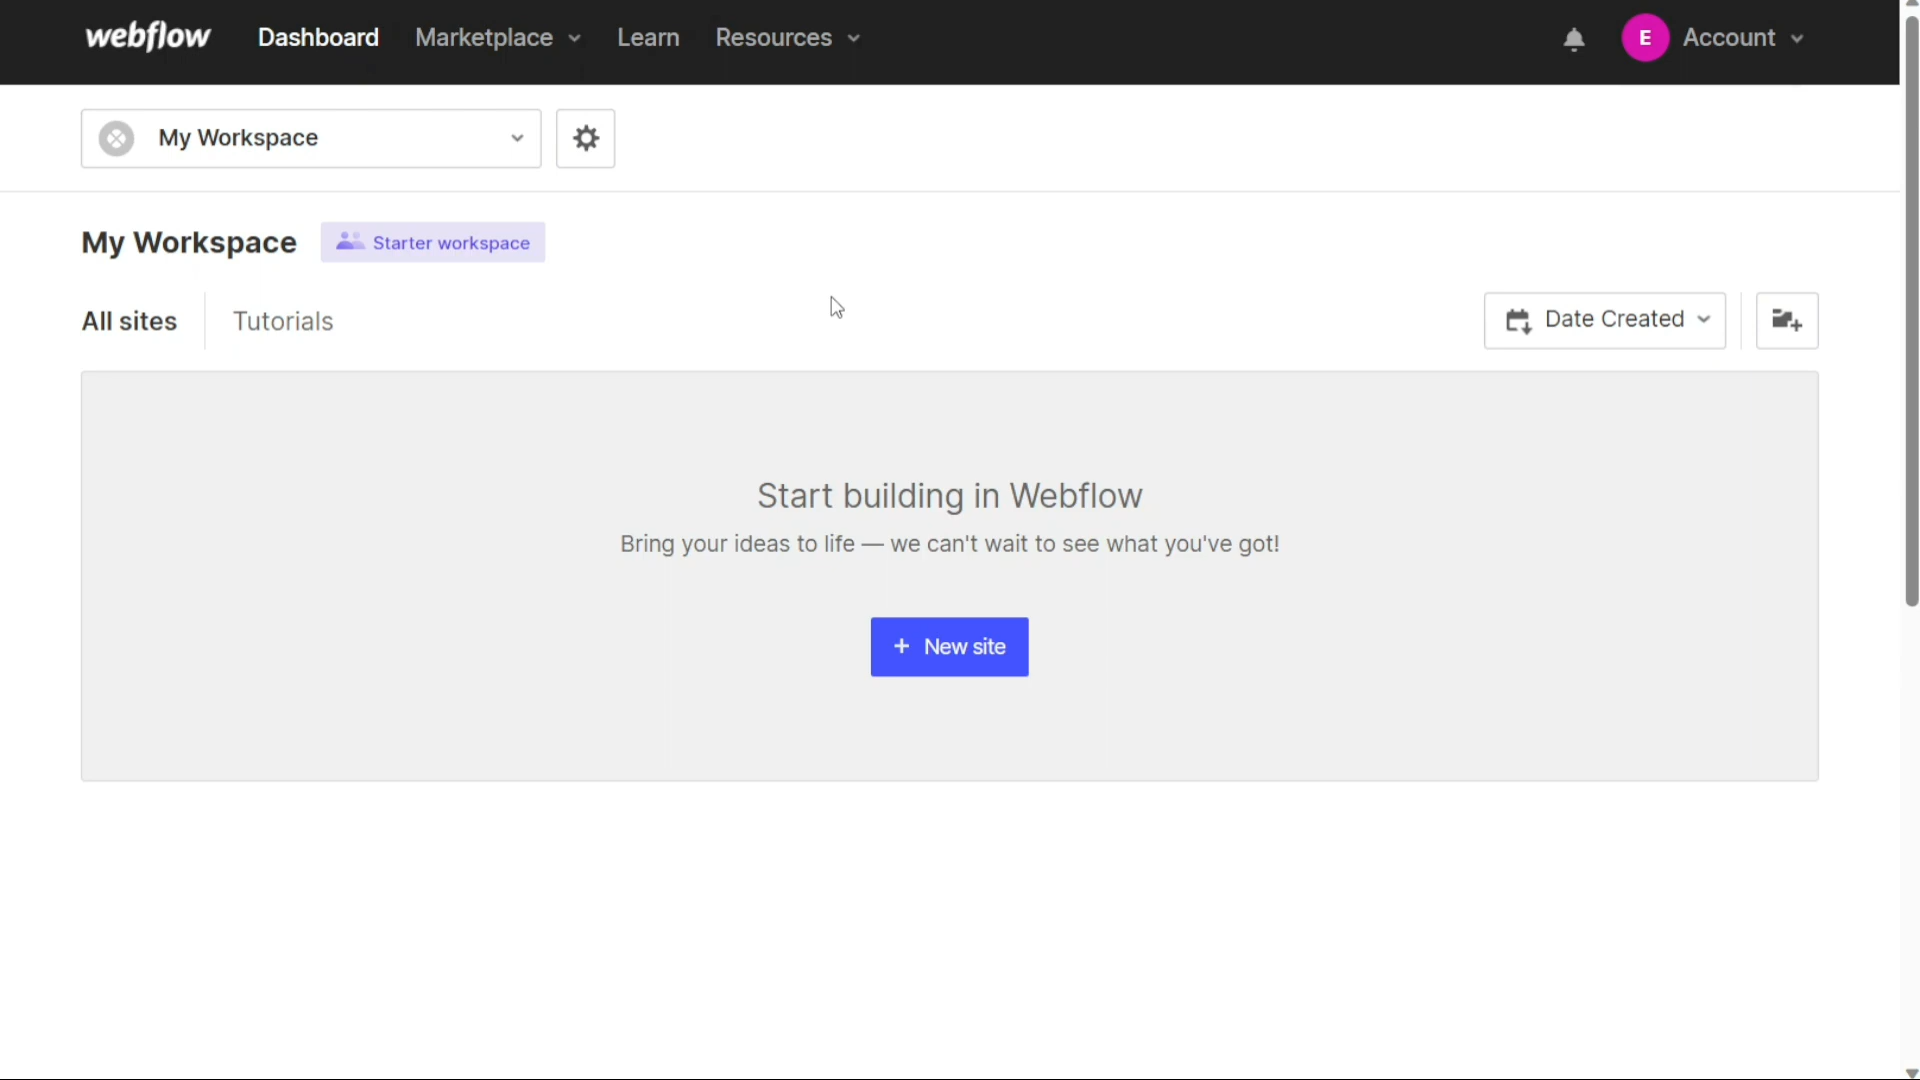 webflow Dashboard Marketplace Learn Resources E Account
My Workspace
My Workspace Starter workspace
All sites Tutorials Date Created
Start building in Webflow
Bring your ideas to life — we can't wait to see what you've got!
+ New site